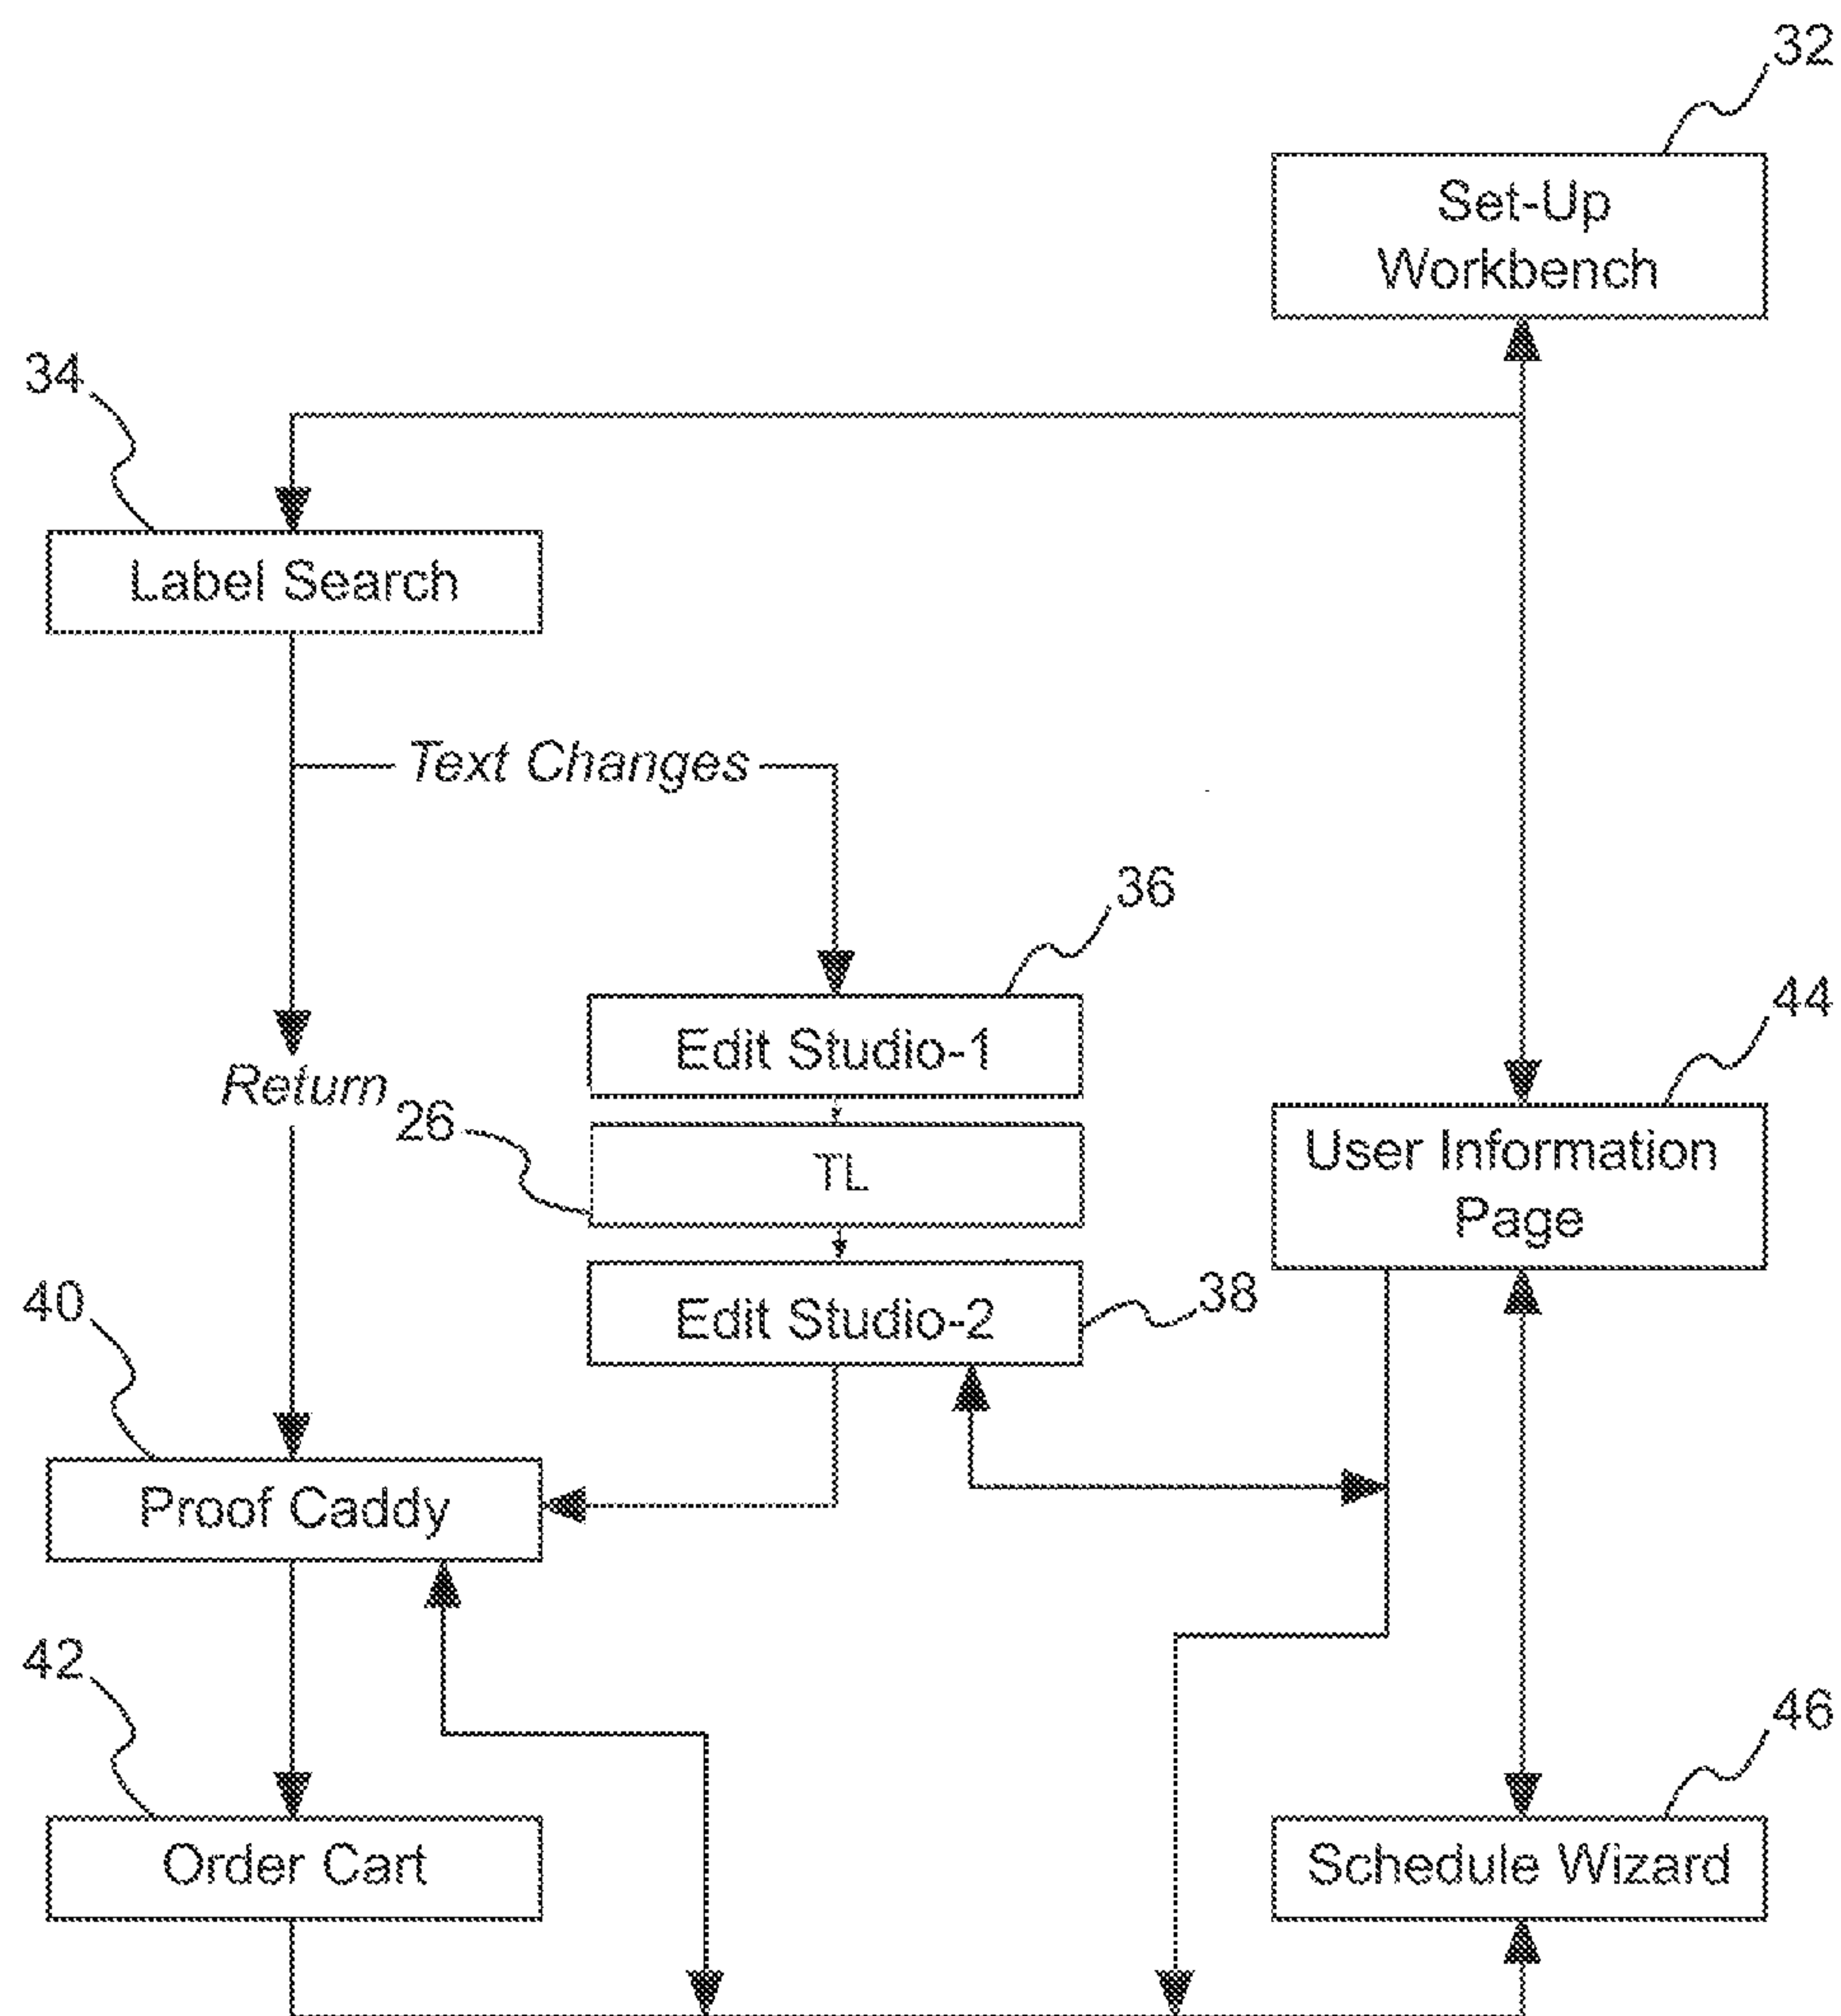 32
Set-Up
Workbench
34
Label Search
Text Changes
36
Edit Studio-1
44
Return
26
TL
User Information
Page
40
Edit Studio-2
38
Proof Caddy
42
46
Order Cart
Schedule Wizard